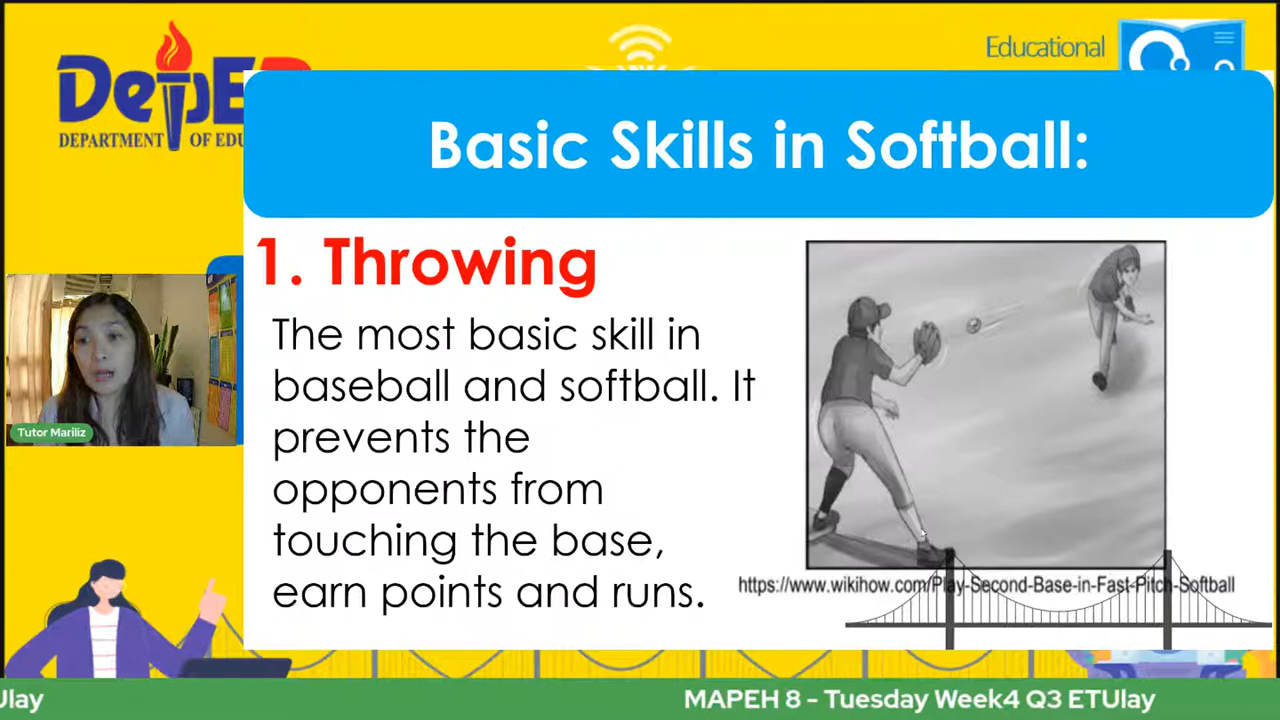 DepED
DEPARTMENT OF EDU
Educational
Basic Skills in Softball:
1. Throwing
The most basic skill in
baseball and softball. It
prevents the
opponents from
touching the base,
earn points and runs.
Tutor Mariliz
https://www.wikihow.com/Play-Second-Base-in-Fast-Pitch-Softball
Ulay
MAPEH 8 - Tuesday Week4 Q3 ETUlay